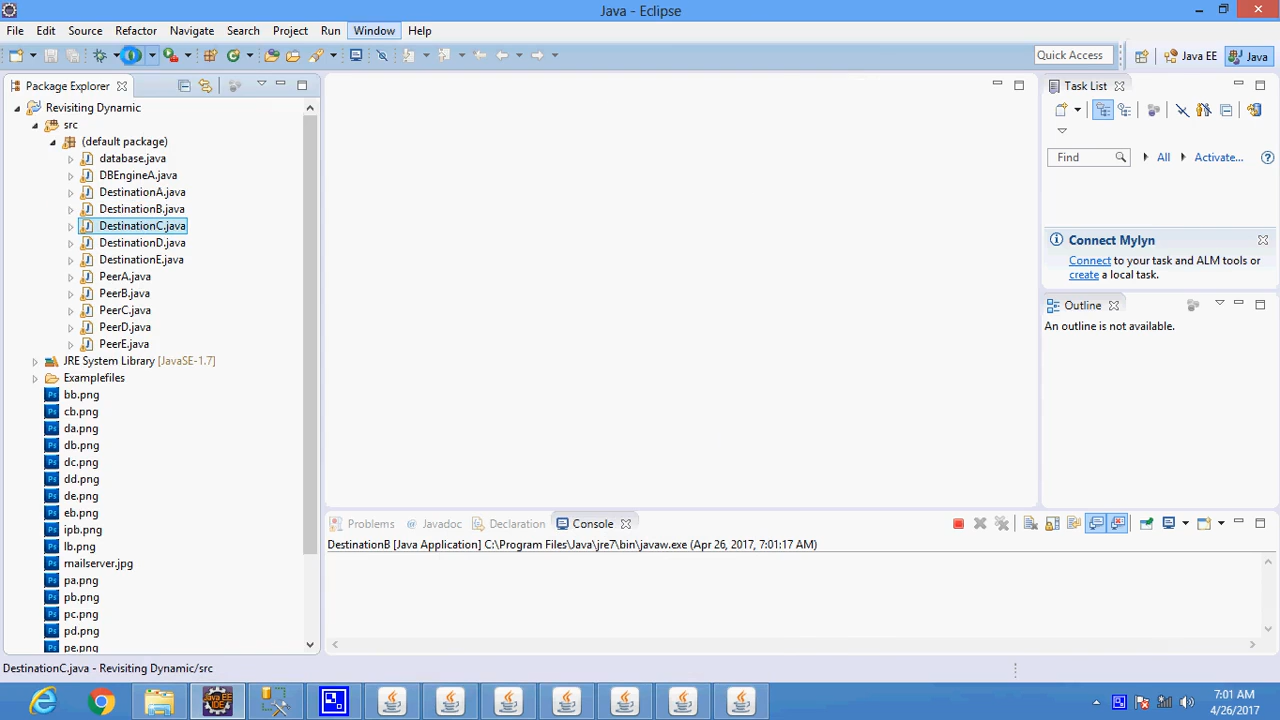 Java - Eclipse
File Edit Source Refactor Navigate Search Project Run Window Help
Quick Access
Java EE
Java
Package Explorer
Revisiting Dynamic
src
(default package)
database.java
DBEngineA.java
DestinationA.java
DestinationB.java
DestinationC.java
DestinationD.java
DestinationE.java
PeerA.java
PeerB.java
PeerC.java
PeerD.java
PeerE.java
JRE System Library [JavaSE-1.7]
Examplefiles
bb.png
cb.png
da.png
db.png
dc.png
dd.png
de.png
eb.png
ipb.png
lb.png
mailserver.jpg
pa.png
pb.png
pc.png
pd.png
pe.png
Task List
Find
All
Activate...
Connect Mylyn
Connect to your task and ALM tools or
create a local task.
Outline
An outline is not available.
Problems @ Javadoc Declaration Console
DestinationB [Java Application] C:\Program Files\Java\jre7\bin\javaw.exe (Apr 26, 2017, 7:01:17 AM)
DestinationC.java - Revisiting Dynamic/src
Java EE
IDE
7:01 AM
4/26/2017